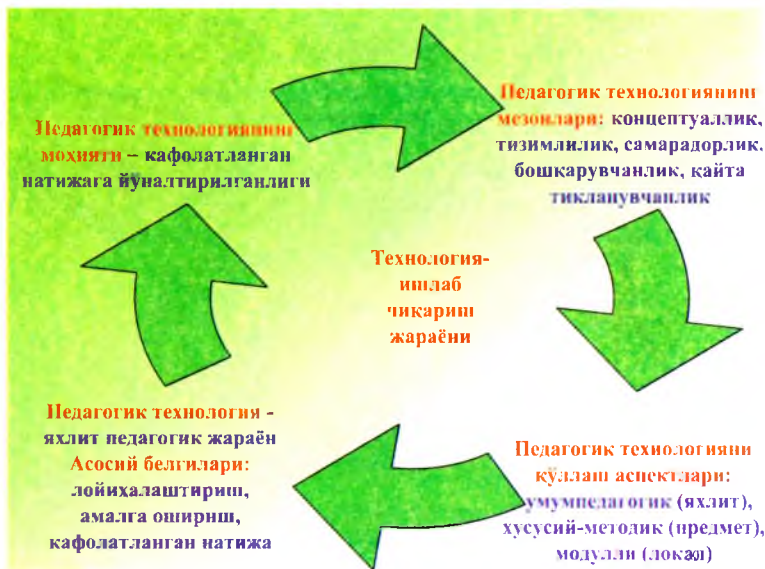 Педагогик технологиянинг
моҳияти – кафолатланган
натижага йўналтирилганлиги
Педагогик технологиянинг
мезонлари: концептуаллик,
тизимлилик, самарадорлик,
бошкарувчанлик, қайта
тикланувчанлик
Технология-
ишлаб
чиқариш
жараёни
Педагогик технология -
яхлит педагогик жараён
Асосий белгилари:
лойихалаштириш,
амалга ошириш,
кафолатланган натижа
Педагогик технологияни
қўллаш аспектлари:
умумпедагогик (яхлит),
хусусий-методик (предмет),
модулли (локал)